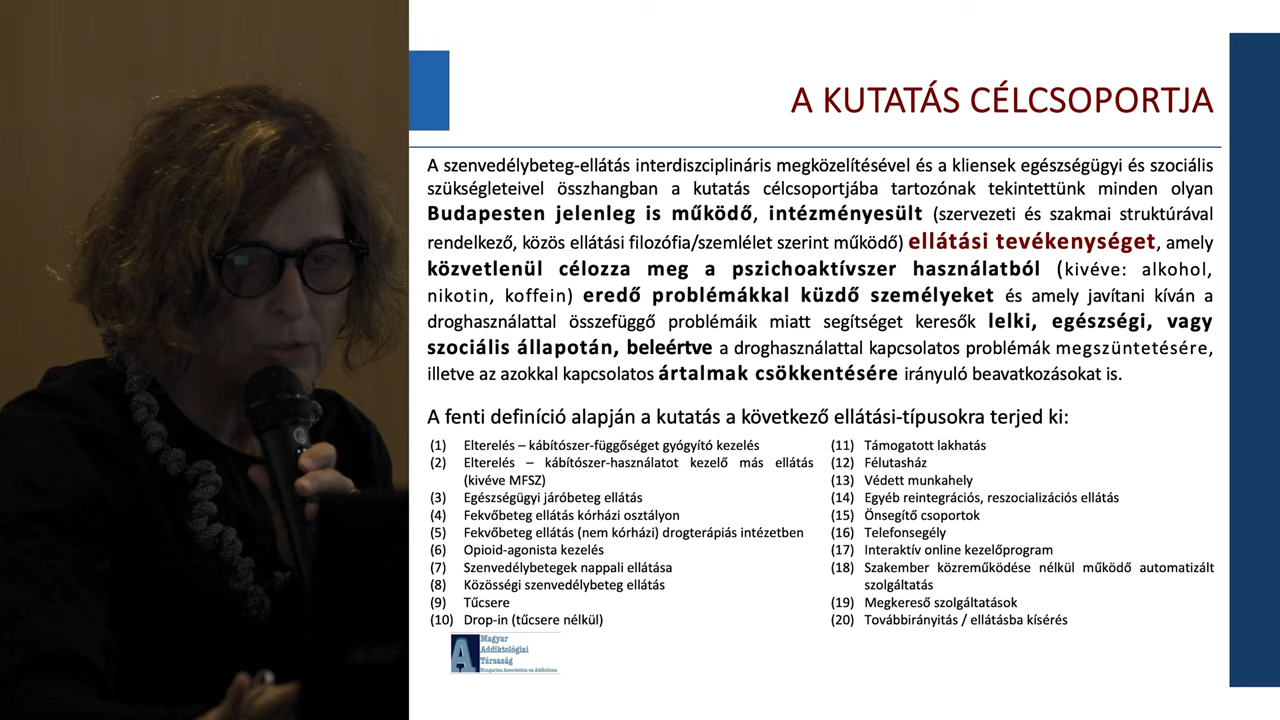 A KUTATÁS CÉLCSOPORTJA
A szenvedélybeteg-ellátás interdiszciplináris megközelítésével és a kliensek egészségügyi és szociális
szükségleteivel összhangban a kutatás célcsoportjába tartozónak tekintettünk minden olyan
Budapesten jelenleg is működő, intézményesült (szervezeti és szakmai struktúrával
rendelkező, közös ellátási filozófia/szemlélet szerint működő) ellátási tevékenységet, amely
közvetlenül célozza meg a pszichoaktívszer használatból (kivéve: alkohol,
nikotin, koffein) eredő problémákkal küzdő személyeket és amely javítani kíván a
droghasználattal összefüggő problémáik miatt segítséget keresők lelki, egészségi, vagy
szociális állapotán, beleértve a droghasználattal kapcsolatos problémák megszüntetésére,
illetve az azokkal kapcsolatos ártalmak csökkentésére irányuló beavatkozásokat is.
A fenti definíció alapján a kutatás a következő ellátási-típusokra terjed ki:
(1) Elterelés – kábítószer-függőséget gyógyító kezelés
(2) Elterelés – kábítószer-használatot kezelő más ellátás
(kivéve MFSZ)
(3) Egészségügyi járóbeteg ellátás
(4) Fekvőbeteg ellátás kórházi osztályon
(5) Fekvőbeteg ellátás (nem kórházi) drogterápiás intézetben
(6) Opioid-agonista kezelés
(7) Szenvedélybetegek nappali ellátása
(8) Közösségi szenvedélybeteg ellátás
(9) Tűcsere
(10) Drop-in (tűcsere nélkül)
(11) Támogatott lakhatás
(12) Félutasház
(13) Védett munkahely
(14) Egyéb reintegrációs, reszocializációs ellátás
(15) Önsegítő csoportok
(16) Telefonsegély
(17) Interaktív online kezelőprogram
(18) Szakember közreműködése nélkül működő automatizált
szolgáltatás
(19) Megkereső szolgáltatások
(20) Továbbirányitás / ellátásba kísérés
Magyar
Addiktológiai
Társaság
Hungarian Association on Addictions